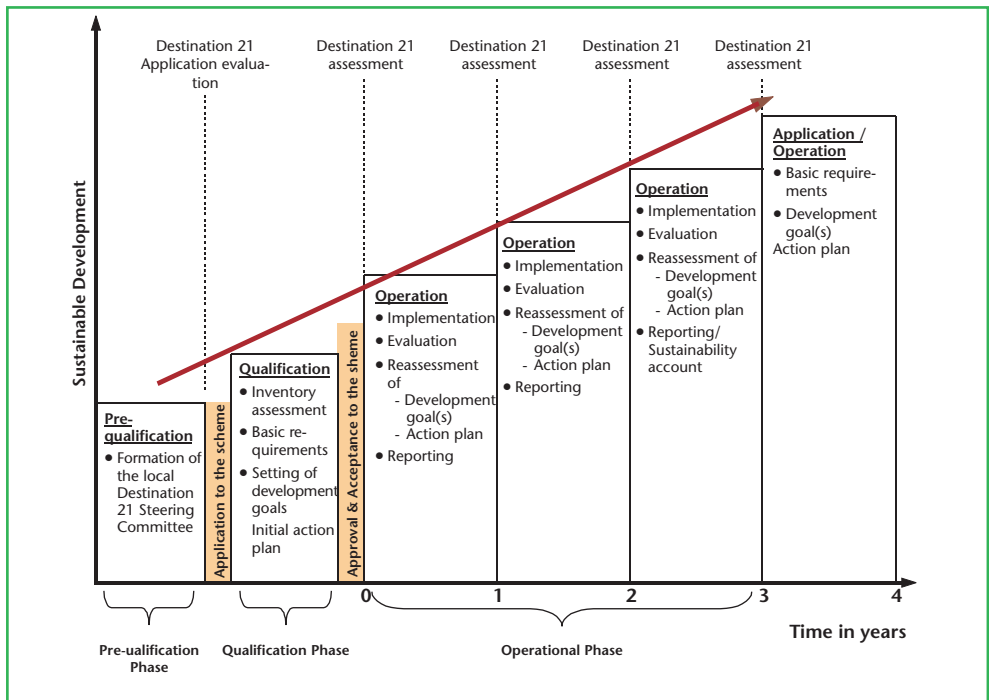 Destination 21
Application evalua-
tion
Destination 21
assessment
Destination 21
assessment
Destination 21
assessment
Destination 21
assessment
Sustainable Development
Pre-
qualification
• Formation of
the local
Destination
21 Steering
Committee
Application to the scheme
Qualification
• Inventory
assessment
• Basic re-
quirements
• Setting of
development
goals
Initial action
plan
Approval & Acceptance to the sheme
Operation
• Implementation
• Evaluation
• Reassessment
of
- Development
goal(s)
- Action plan
• Reporting
Operation
• Implementation
• Evaluation
• Reassessment of
- Development
goal(s)
- Action plan
• Reporting
Operation
• Implementation
• Evaluation
• Reassessment of
- Development
goal(s)
- Action plan
• Reporting/
Sustainability
account
Application /
Operation
• Basic require-
ments
• Development
goal(s)
Action plan
0
1
2
3
4
Time in years
Pre-ualification
Phase
Qualification Phase
Operational Phase